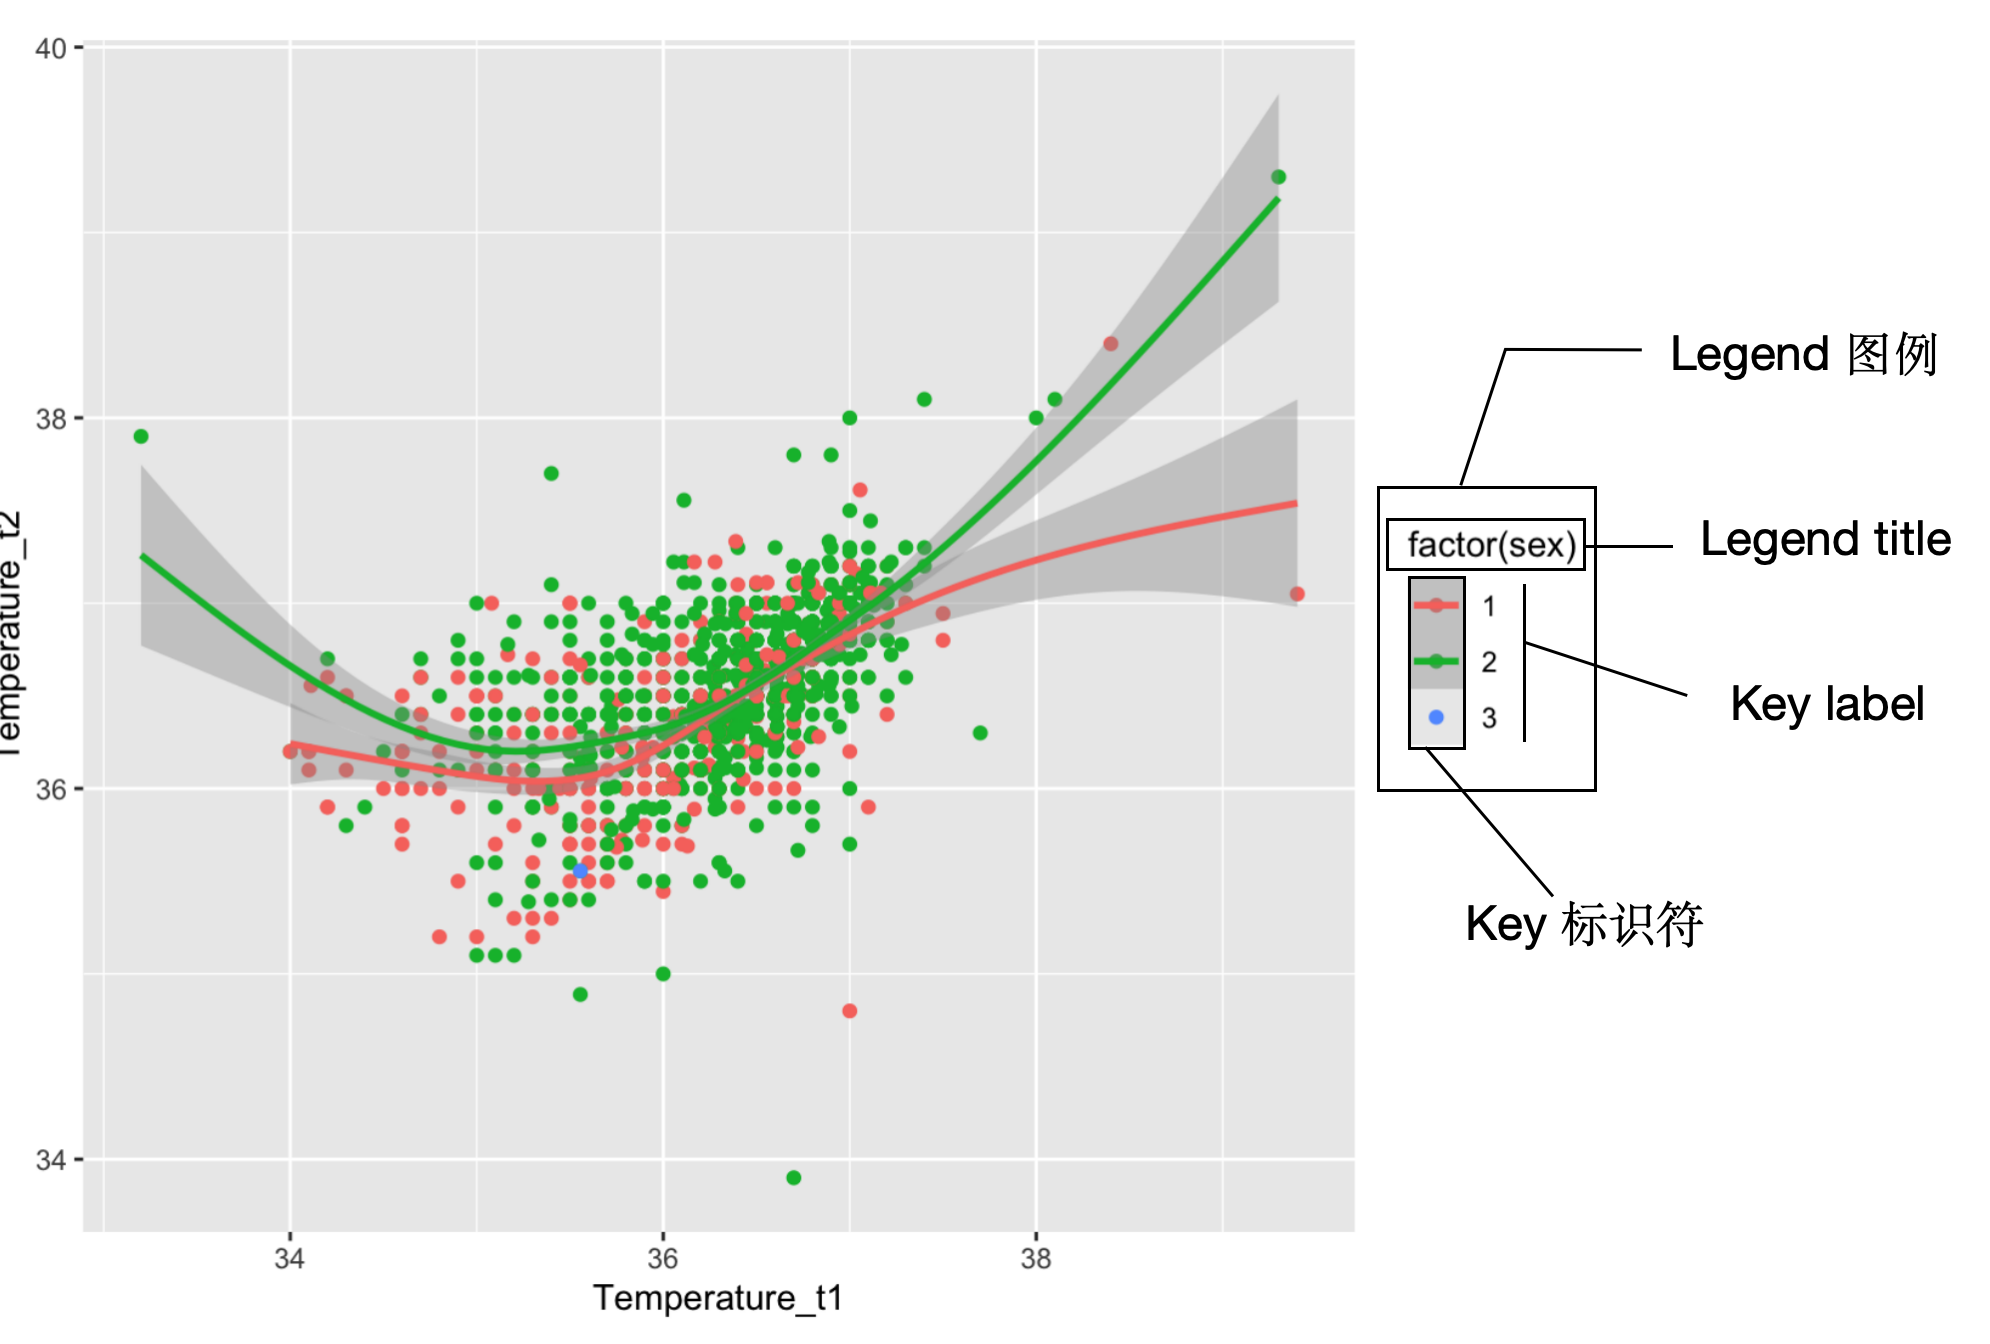 40
38
36
34
Temperature_t2
34
36
38
Temperature_t1
Legend 图例
factor(sex)
Legend title
1
2
3
Key label
Key 标识符